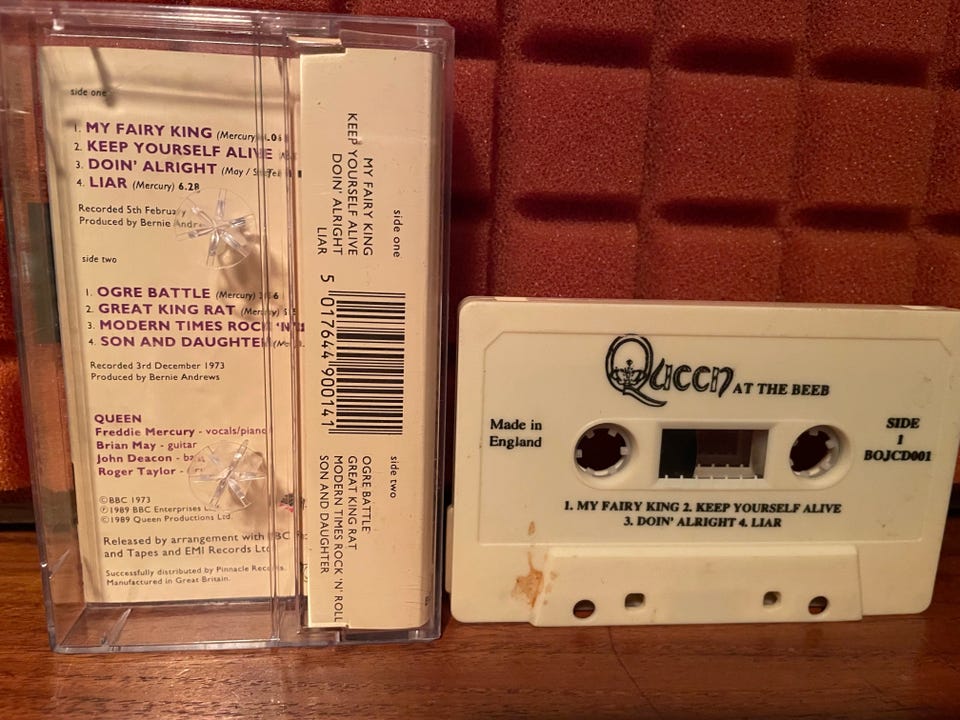 side one
1. MY FAIRY KING (Mercury)
2. KEEP YOURSELF ALIVE
3. DOIN' ALRIGHT (May /
4. LIAR (Mercury) 6.28
Recorded 5th February
Produced by Bernie Andrews
side two
1. OGRE BATTLE (Mercury)
2. GREAT KING RAT (Mercury)
3. MODERN TIMES ROCK 'N'
4. SON AND DAUGHTER
Recorded 3rd December 1973
Produced by Bernie Andrews
QUEEN
Freddie Mercury - vocals/piano
Brian May - guitar
John Deacon -
Roger Taylor -
©BBC 1973
℗1989 BBC Enterprises
©1989 Queen Productions Ltd.
Released by arrangement with BBC
and Tapes and EMI Records Ltd
Successfully distributed by Pinnacle Records.
Manufactured in Great Britain.
side one
MY FAIRY KING
KEEP YOURSELF ALIVE
DOIN' ALRIGHT
LIAR
5 017644 900141
side two
OGRE BATTLE
GREAT KING RAT
MODERN TIMES ROCK 'N' ROLL
SON AND DAUGHTER
Queen AT THE BEEB
Made in
England
SIDE
1
BOJCD001
1. MY FAIRY KING 2. KEEP YOURSELF ALIVE
3. DOIN' ALRIGHT 4. LIAR